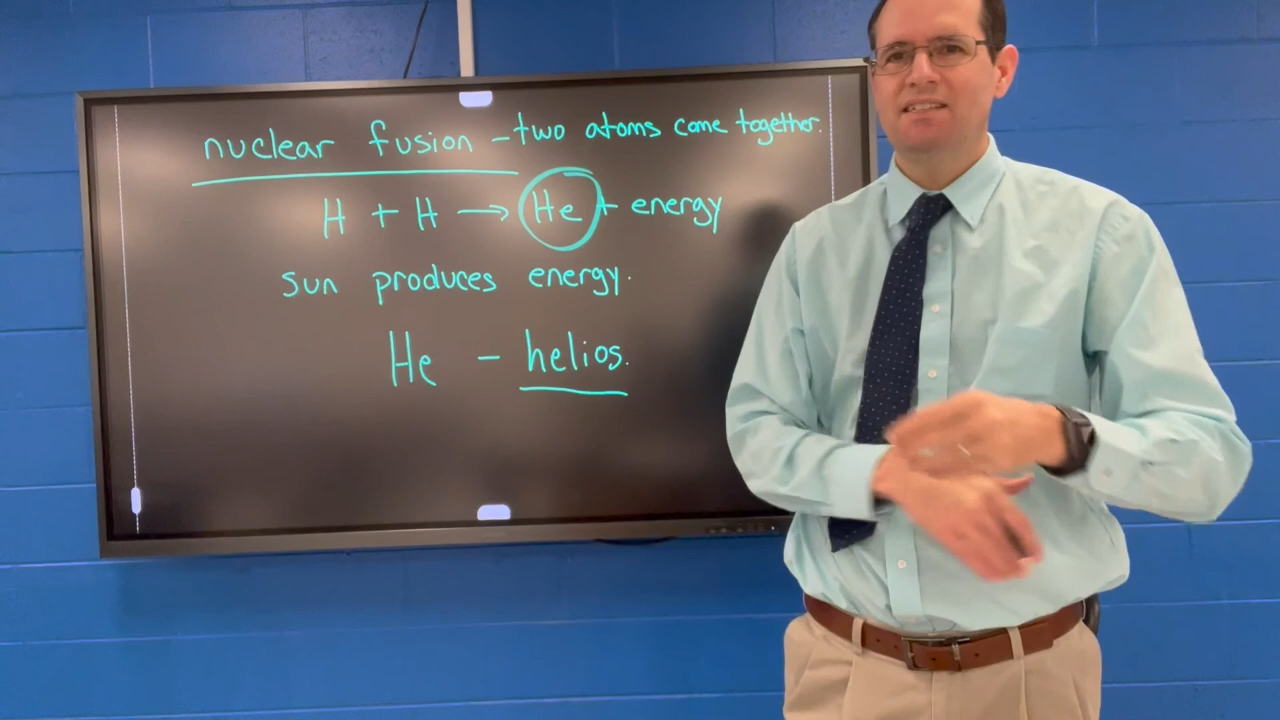 nuclear fusion - two atoms come together.
H + H → He + energy
sun produces energy.
He - helios.